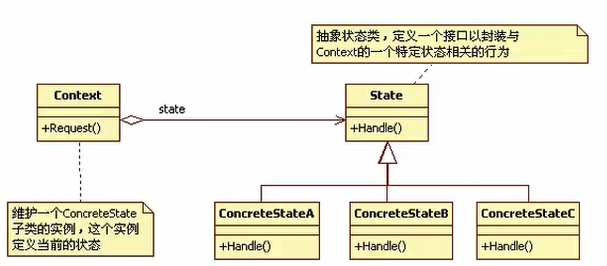 抽象状态类，定义一个接口以封装与
Context的一个特定状态相关的行为
Context
+Request()
state
State
+Handle()
维护一个ConcreteState
子类的实例，这个实例
定义当前的状态
ConcreteStateA
+Handle()
ConcreteStateB
+Handle()
ConcreteStateC
+Handle()